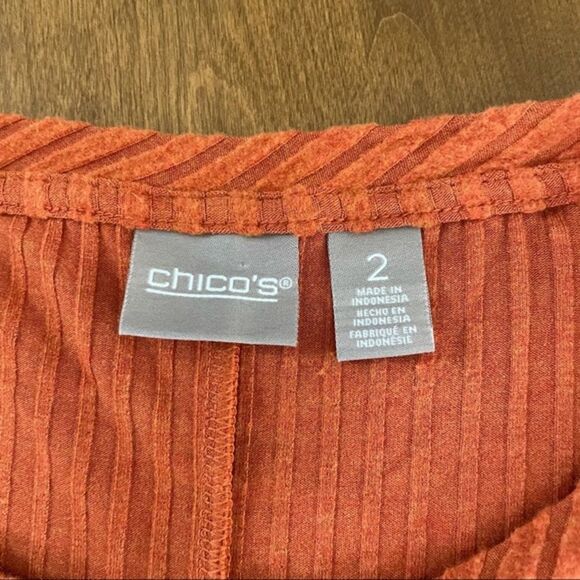 chico's®
2
MADE IN
INDONESIA
HECHO EN
INDONESIA
FABRIQUÉ EN
INDONÉSIE